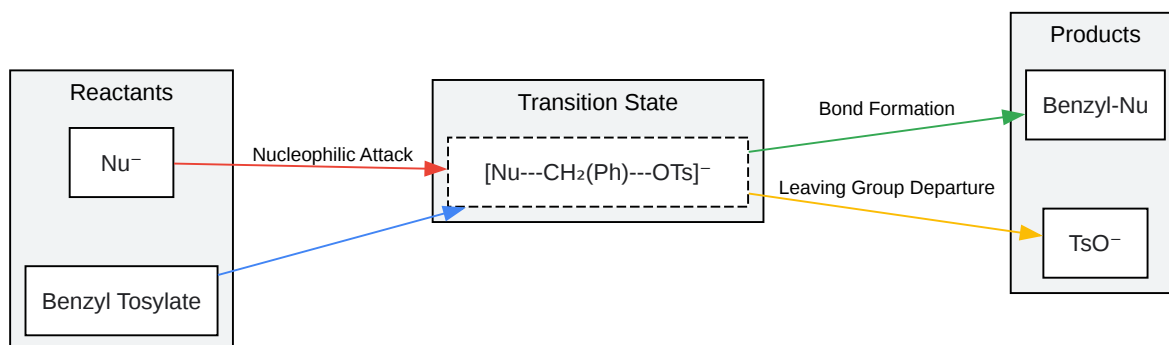 Reactants
Nu⁻
Benzyl Tosylate
Nucleophilic Attack
Transition State
[Nu---CH₂(Ph)---OTs]⁻
Bond Formation
Leaving Group Departure
Products
Benzyl-Nu
TsO⁻